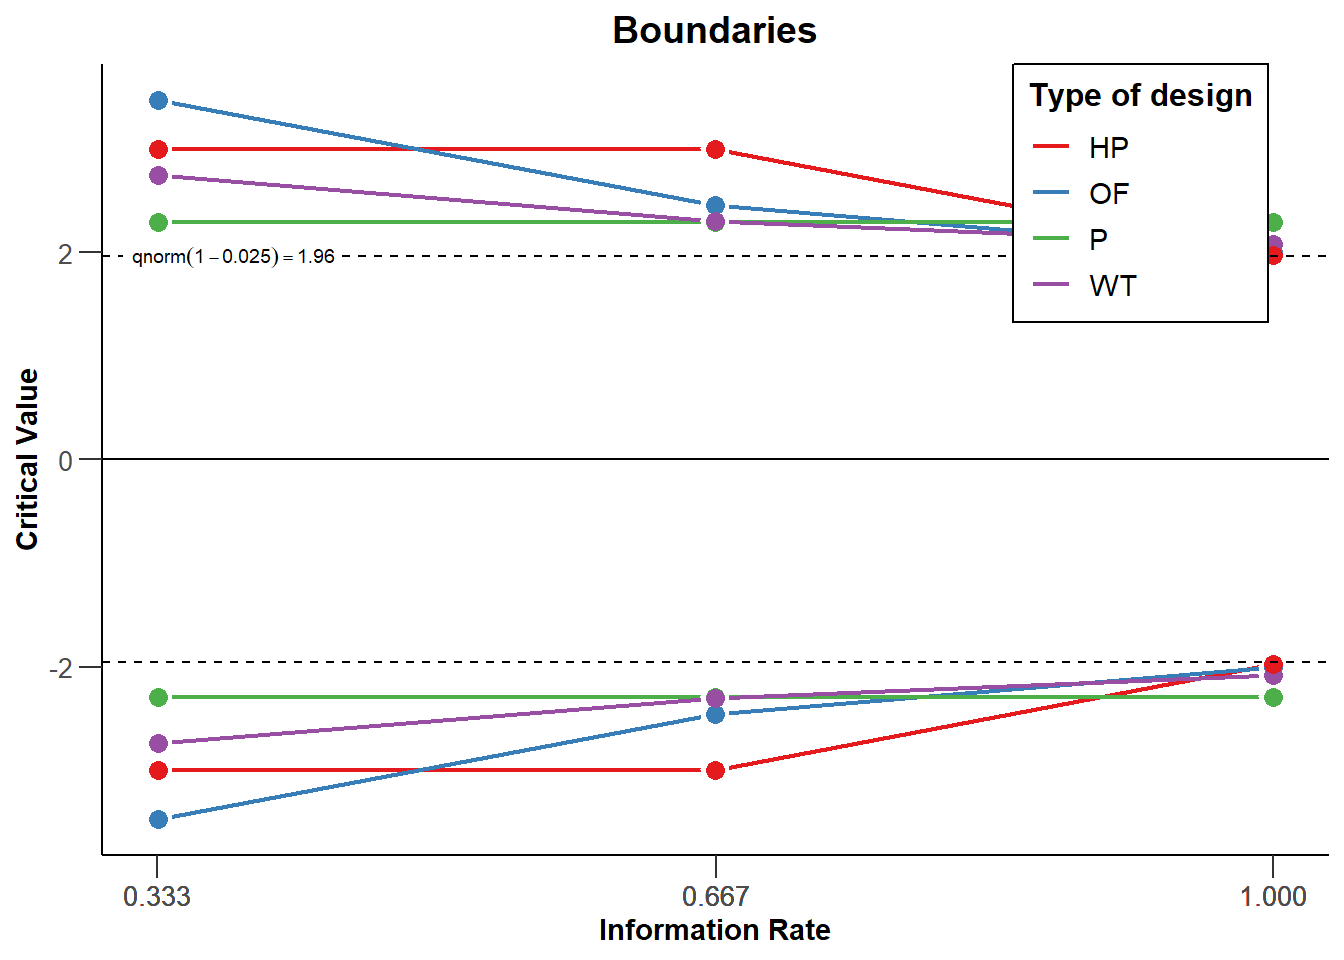 Boundaries
Type of design
HP
OF
P
WT
2
qnorm(1 − 0.025) = 1.96
0
-2
Critical Value
0.333
0.667
1.000
Information Rate